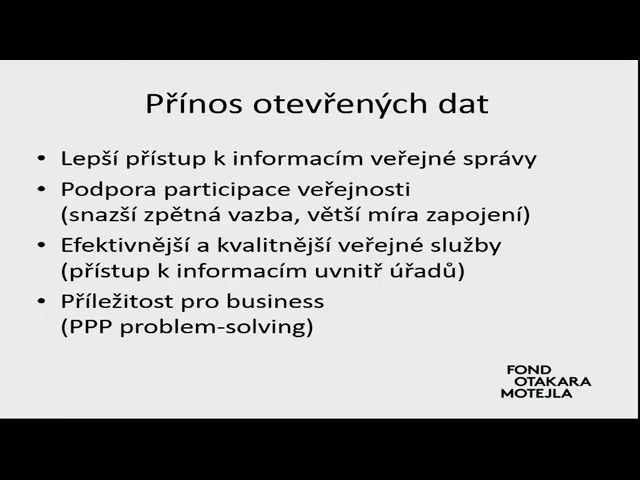 Přínos otevřených dat
• Lepší přístup k informacím veřejné správy
• Podpora participace veřejnosti
(snazší zpětná vazba, větší míra zapojení)
• Efektivnější a kvalitnější veřejné služby
(přístup k informacím uvnitř úřadů)
• Příležitost pro business
(PPP problem-solving)
FOND
OTAKARA
MOTEJLA